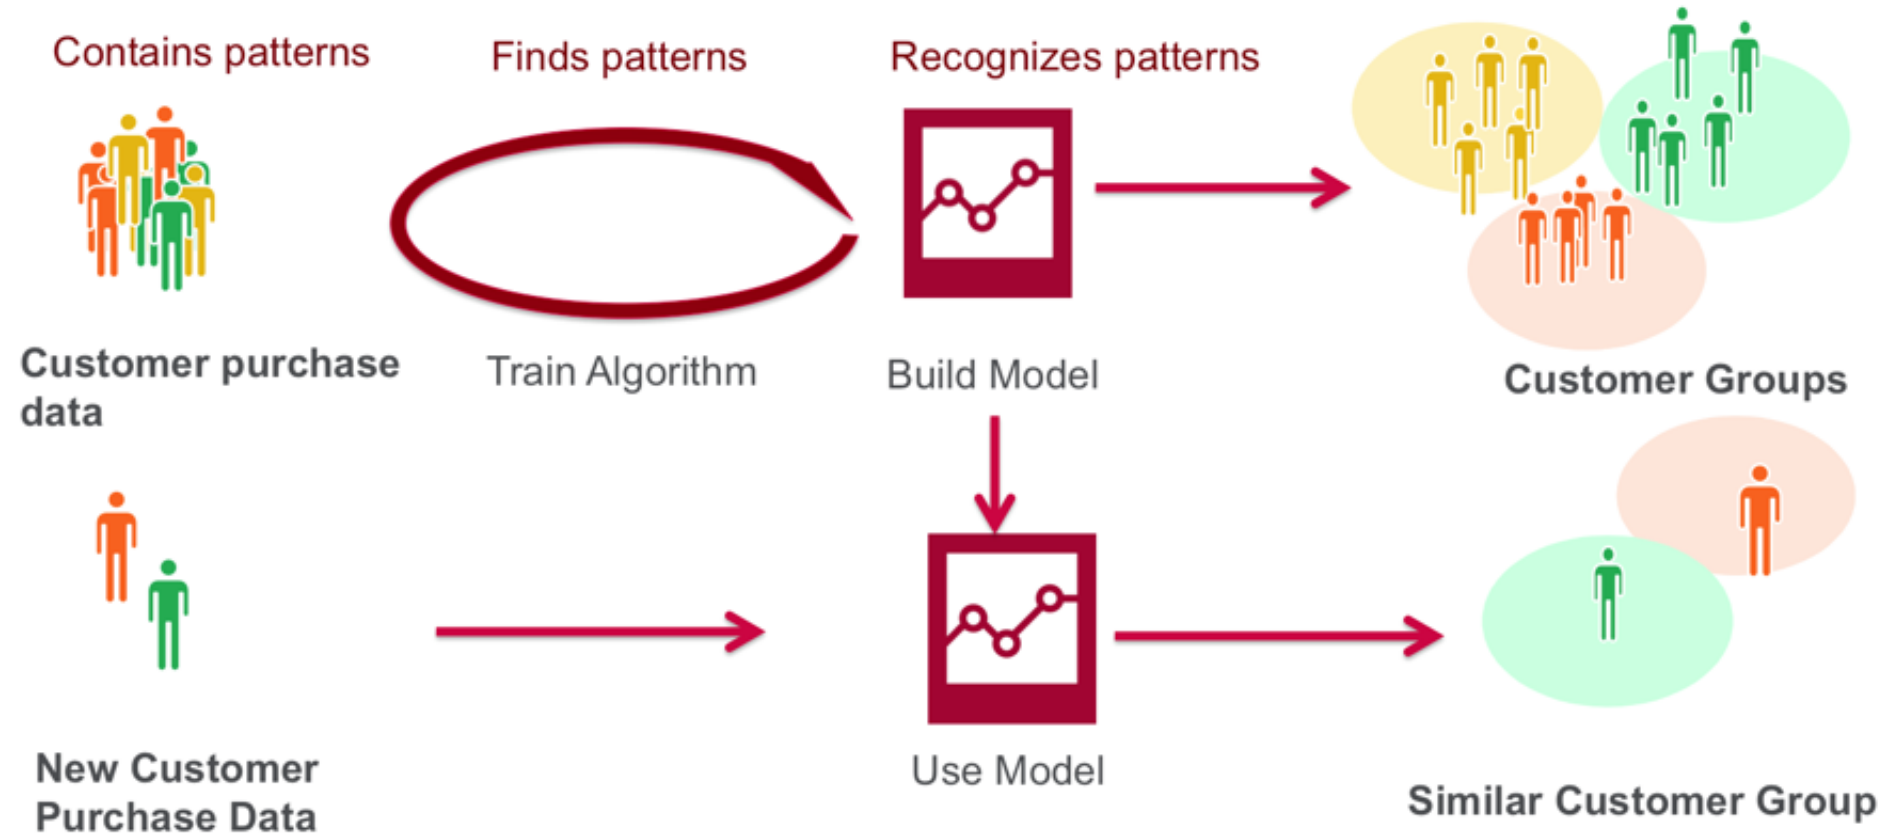 Contains patterns
Finds patterns
Recognizes patterns
Customer purchase
data
Train Algorithm
Build Model
Customer Groups
New Customer
Purchase Data
Use Model
Similar Customer Group